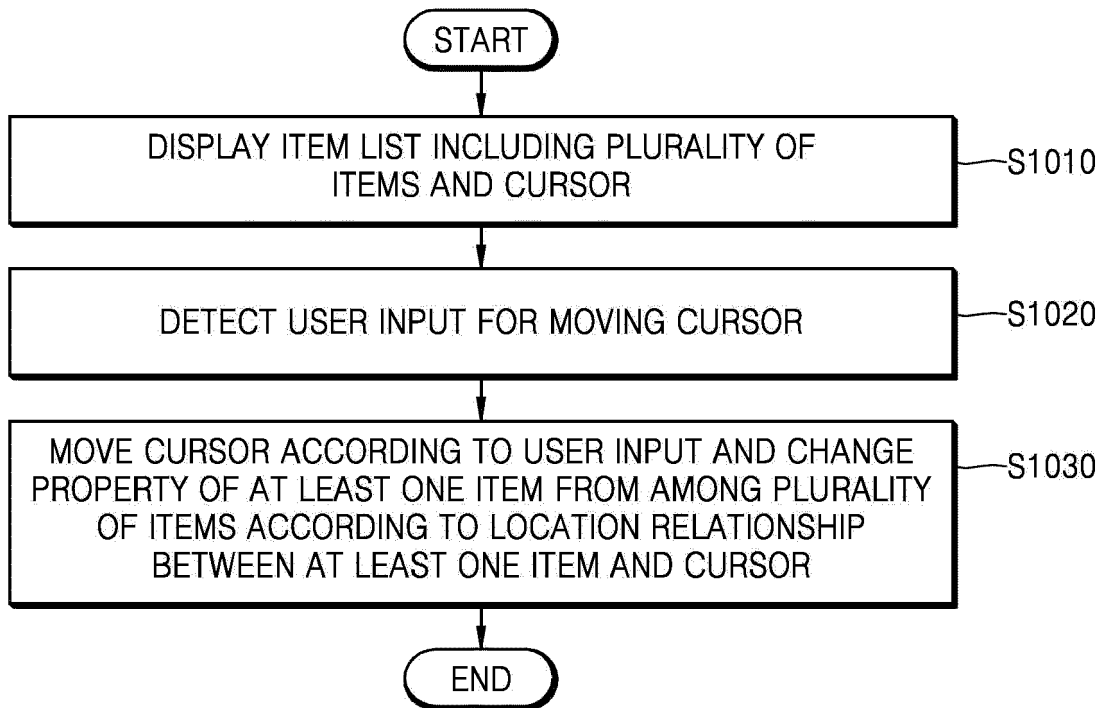 START
DISPLAY ITEM LIST INCLUDING PLURALITY OF
ITEMS AND CURSOR
S1010
DETECT USER INPUT FOR MOVING CURSOR
S1020
MOVE CURSOR ACCORDING TO USER INPUT AND CHANGE
PROPERTY OF AT LEAST ONE ITEM FROM AMONG PLURALITY
OF ITEMS ACCORDING TO LOCATION RELATIONSHIP
BETWEEN AT LEAST ONE ITEM AND CURSOR
S1030
END